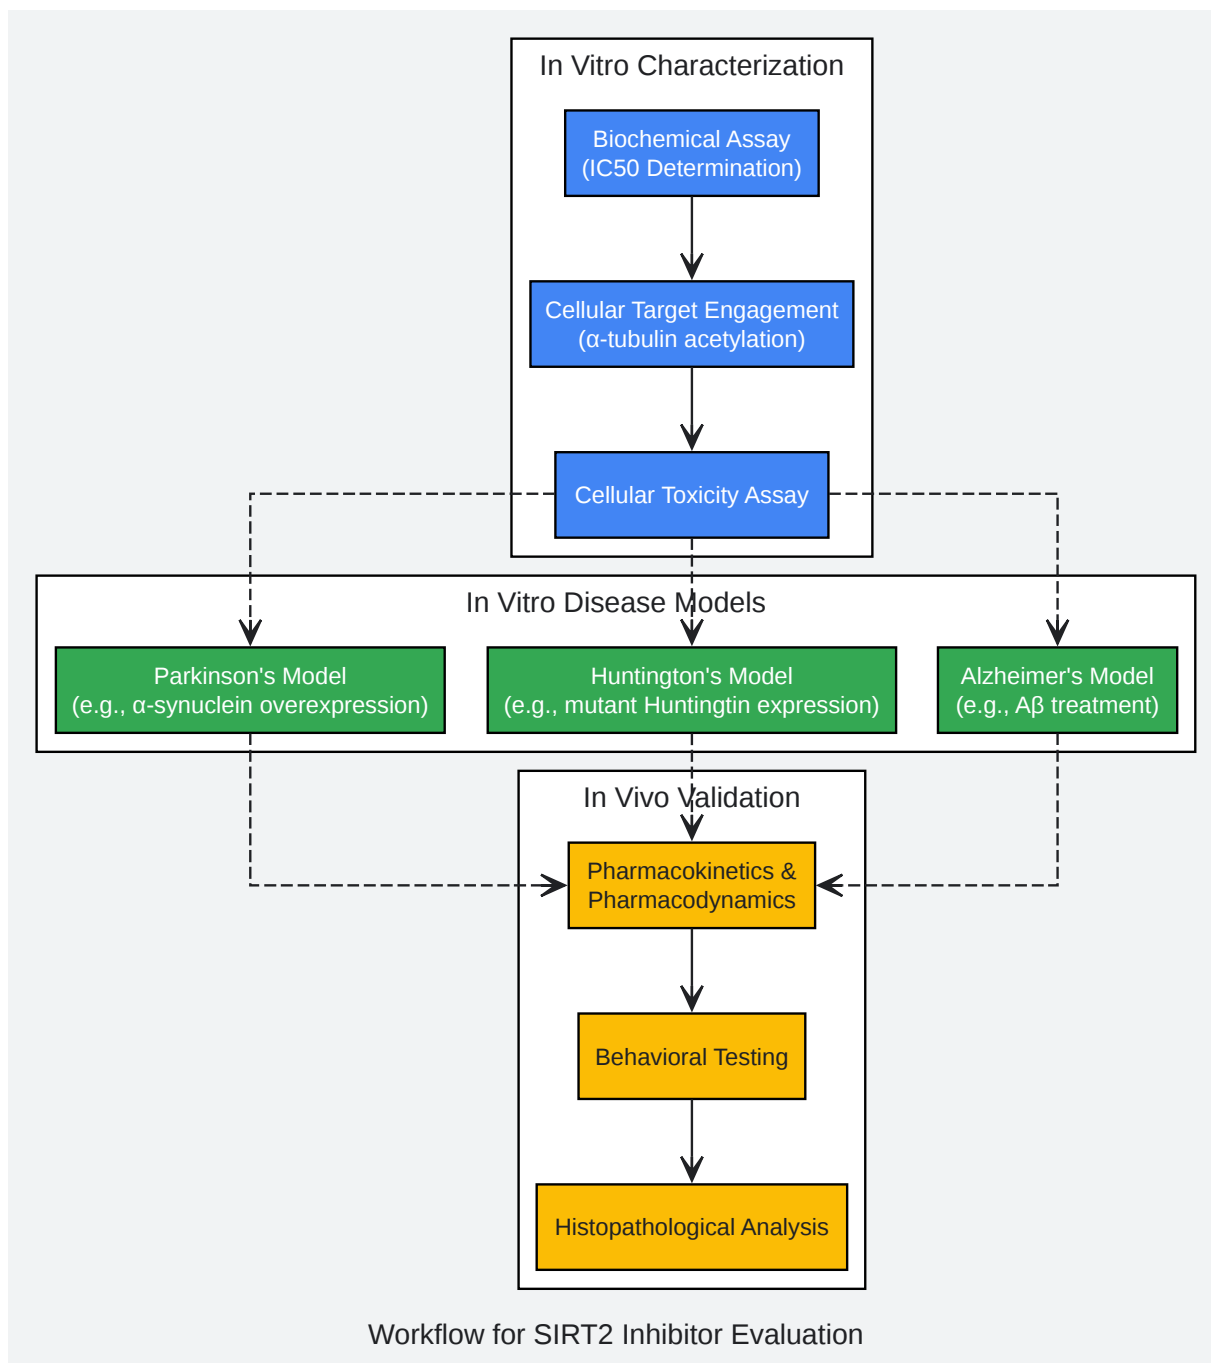 In Vitro Characterization
Biochemical Assay
(IC50 Determination)
Cellular Target Engagement
(α-tubulin acetylation)
Cellular Toxicity Assay
In Vitro Disease Models
Parkinson's Model
(e.g., α-synuclein overexpression)
Huntington's Model
(e.g., mutant Huntingtin expression)
Alzheimer's Model
(e.g., Aβ treatment)
In Vivo Validation
Pharmacokinetics &
Pharmacodynamics
Behavioral Testing
Histopathological Analysis
Workflow for SIRT2 Inhibitor Evaluation